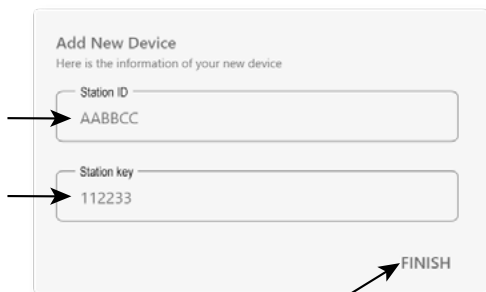 Add New Device
Here is the information of your new device
Station ID
AABBCC
Station key
112233
FINISH